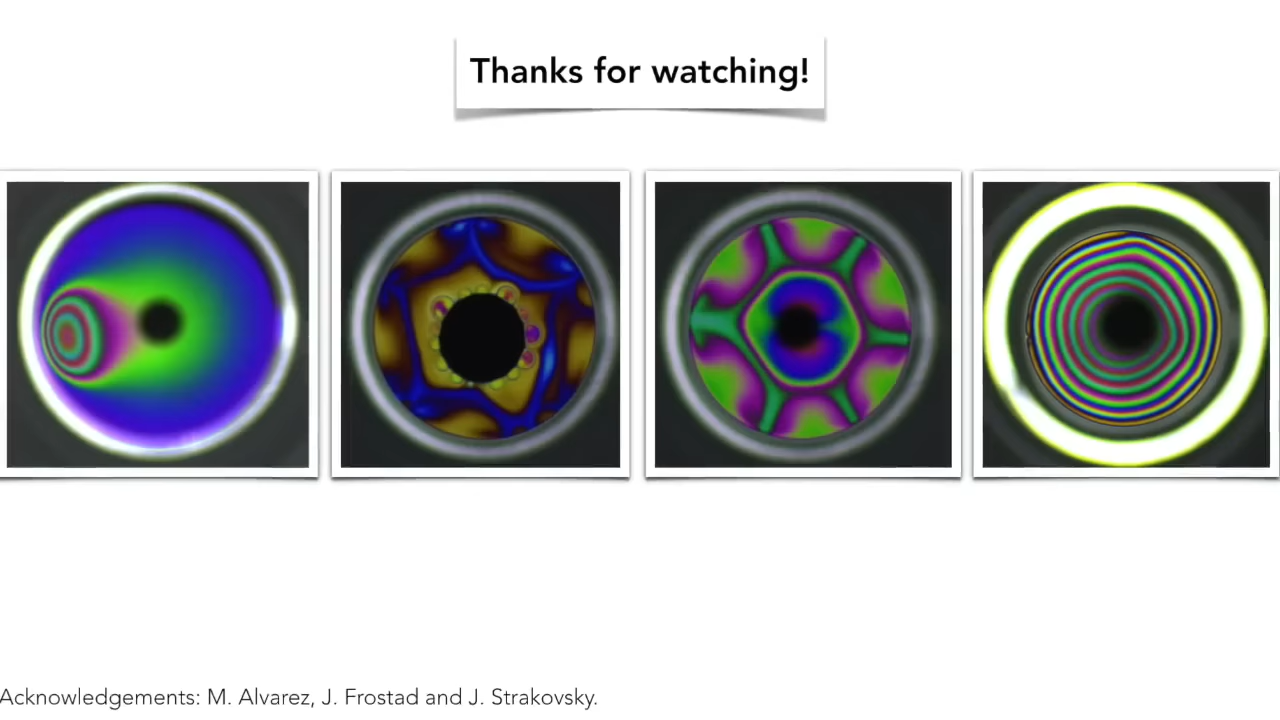 Thanks for watching!
Acknowledgements: M. Alvarez, J. Frostad and J. Strakovsky.